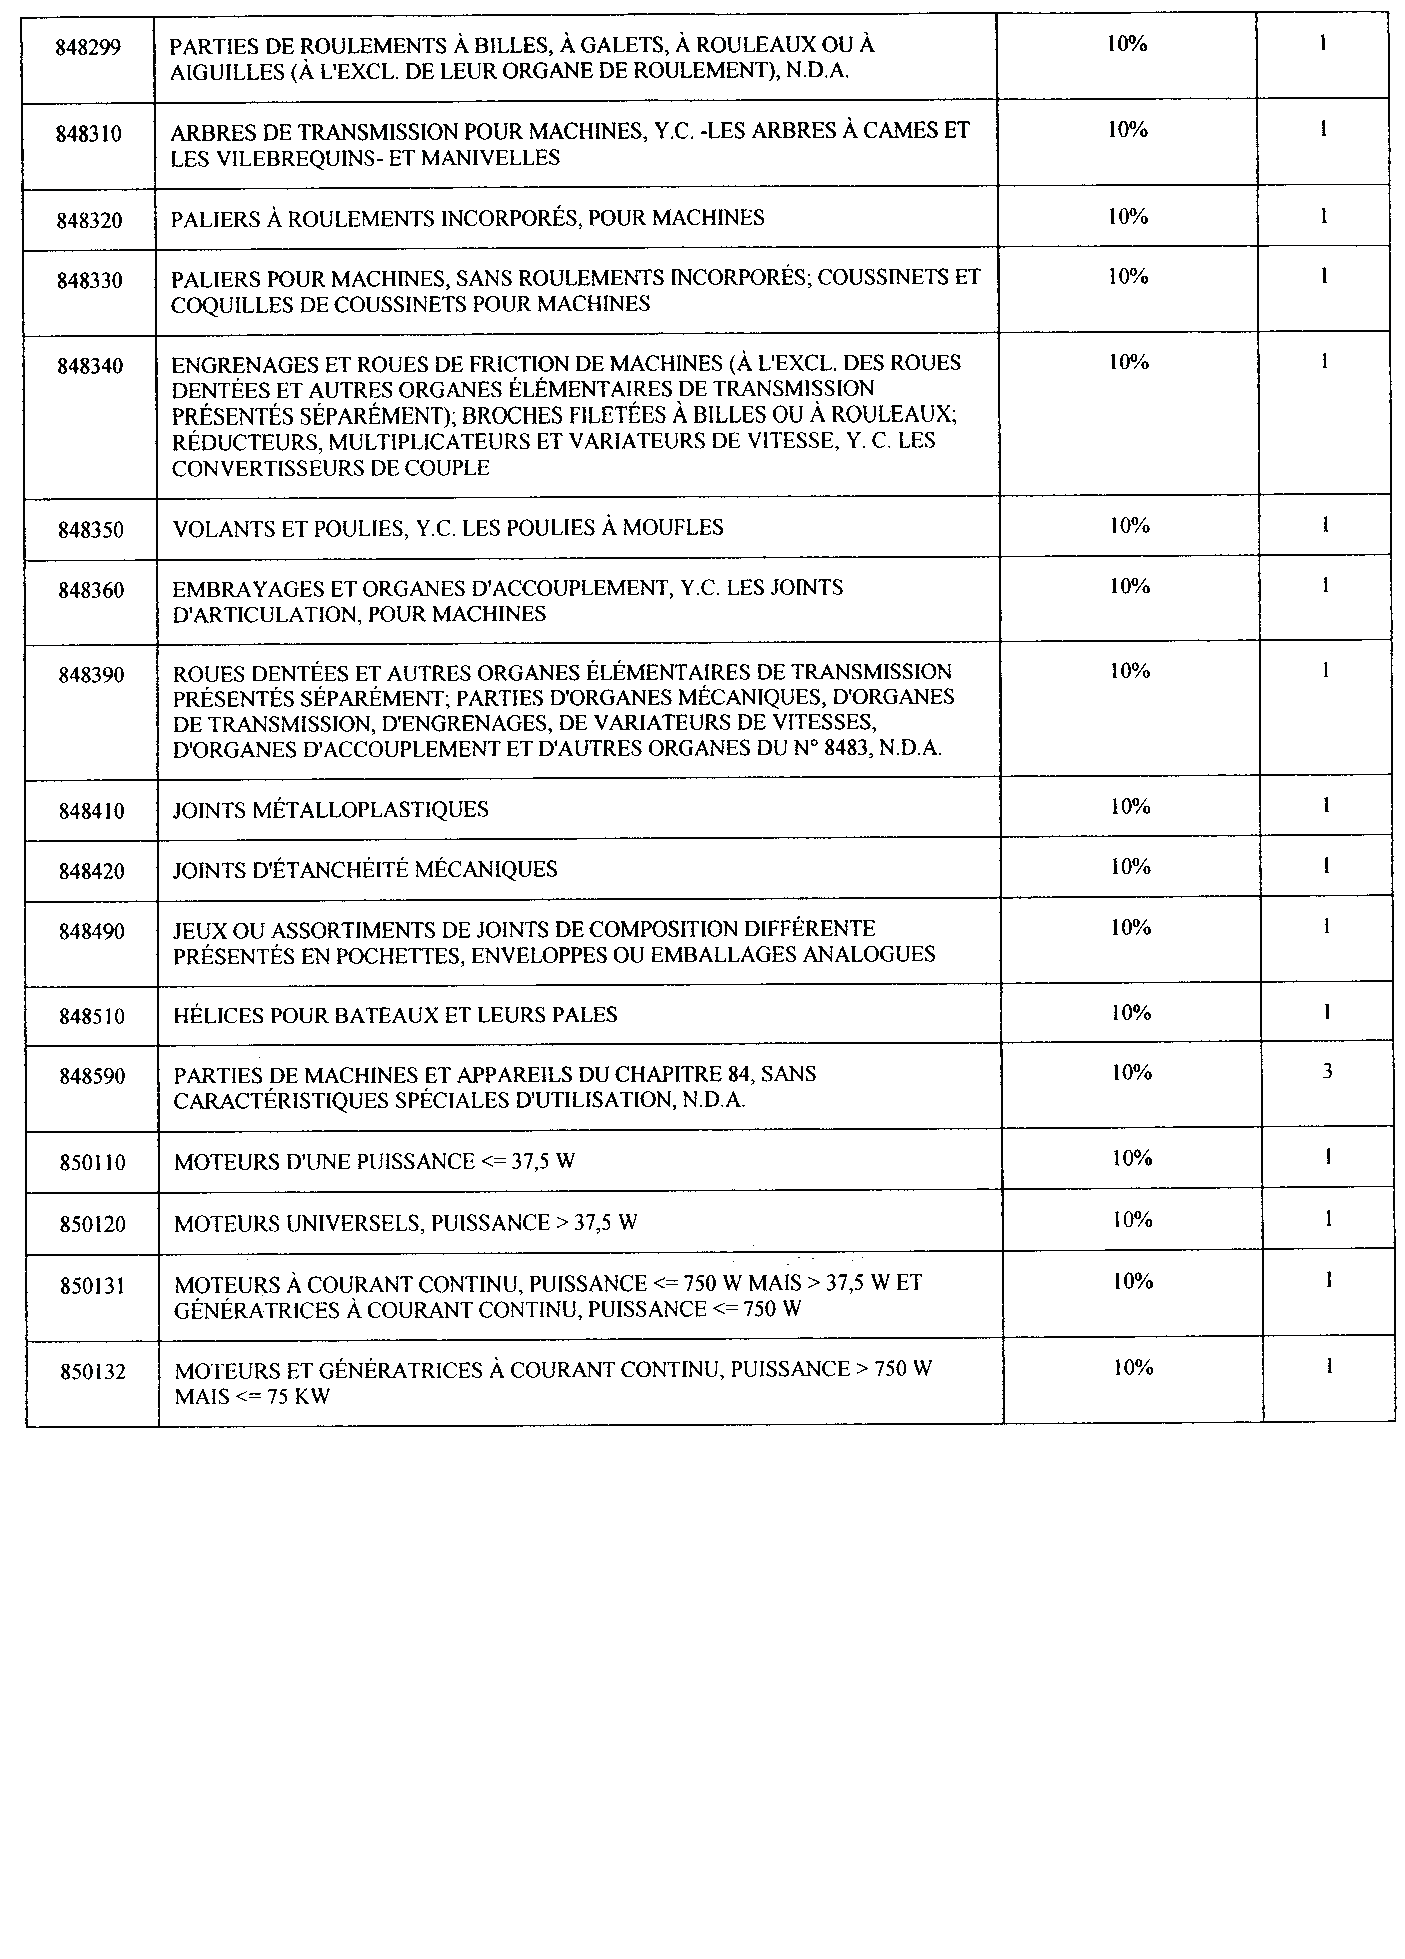 848299 PARTIES DE ROULEMENTS À BILLES, À GALETS, À ROULEAUX OU À 10% 1
AIGUILLES (À L'EXCL. DE LEUR ORGANE DE ROULEMENT), N.D.A.
848310 ARBRES DE TRANSMISSION POUR MACHINES, Y.C. -LES ARBRES À CAMES ET 10% 1
LES VILEBREQUINS- ET MANIVELLES
848320 PALIERS À ROULEMENTS INCORPORÉS, POUR MACHINES 10% 1
848330 PALIERS POUR MACHINES, SANS ROULEMENTS INCORPORÉS; COUSSINETS ET 10% 1
COQUILLES DE COUSSINETS POUR MACHINES
848340 ENGRENAGES ET ROUES DE FRICTION DE MACHINES (À L'EXCL. DES ROUES 10% 1
DENTÉES ET AUTRES ORGANES ÉLÉMENTAIRES DE TRANSMISSION
PRÉSENTÉS SÉPARÉMENT); BROCHES FILETÉES À BILLES OU À ROULEAUX;
RÉDUCTEURS, MULTIPLICATEURS ET VARIATEURS DE VITESSE, Y. C. LES
CONVERTISSEURS DE COUPLE
848350 VOLANTS ET POULIES, Y.C. LES POULIES À MOUFLES 10% 1
848360 EMBRAYAGES ET ORGANES D'ACCOUPLEMENT, Y.C. LES JOINTS 10% 1
D'ARTICULATION, POUR MACHINES
848390 ROUES DENTÉES ET AUTRES ORGANES ÉLÉMENTAIRES DE TRANSMISSION 10% 1
PRÉSENTÉS SÉPARÉMENT; PARTIES D'ORGANES MÉCANIQUES, D'ORGANES
DE TRANSMISSION, D'ENGRENAGES, DE VARIATEURS DE VITESSES,
D'ORGANES D'ACCOUPLEMENT ET D'AUTRES ORGANES DU N° 8483, N.D.A.
848410 JOINTS MÉTALLOPLASTIQUES 10% 1
848420 JOINTS D'ÉTANCHÉITÉ MÉCANIQUES 10% 1
848490 JEUX OU ASSORTIMENTS DE JOINTS DE COMPOSITION DIFFÉRENTE 10% 1
PRÉSENTÉS EN POCHETTES, ENVELOPPES OU EMBALLAGES ANALOGUES
848510 HÉLICES POUR BATEAUX ET LEURS PALES 10% 1
848590 PARTIES DE MACHINES ET APPAREILS DU CHAPITRE 84, SANS 10% 3
CARACTÉRISTIQUES SPÉCIALES D'UTILISATION, N.D.A.
850110 MOTEURS D'UNE PUISSANCE <= 37,5 W 10% 1
850120 MOTEURS UNIVERSELS, PUISSANCE > 37,5 W 10% 1
850131 MOTEURS À COURANT CONTINU, PUISSANCE <= 750 W MAIS > 37,5 W ET 10% 1
GÉNÉRATRICES À COURANT CONTINU, PUISSANCE <= 750 W
850132 MOTEURS ET GÉNÉRATRICES À COURANT CONTINU, PUISSANCE > 750 W 10% 1
MAIS <= 75 KW